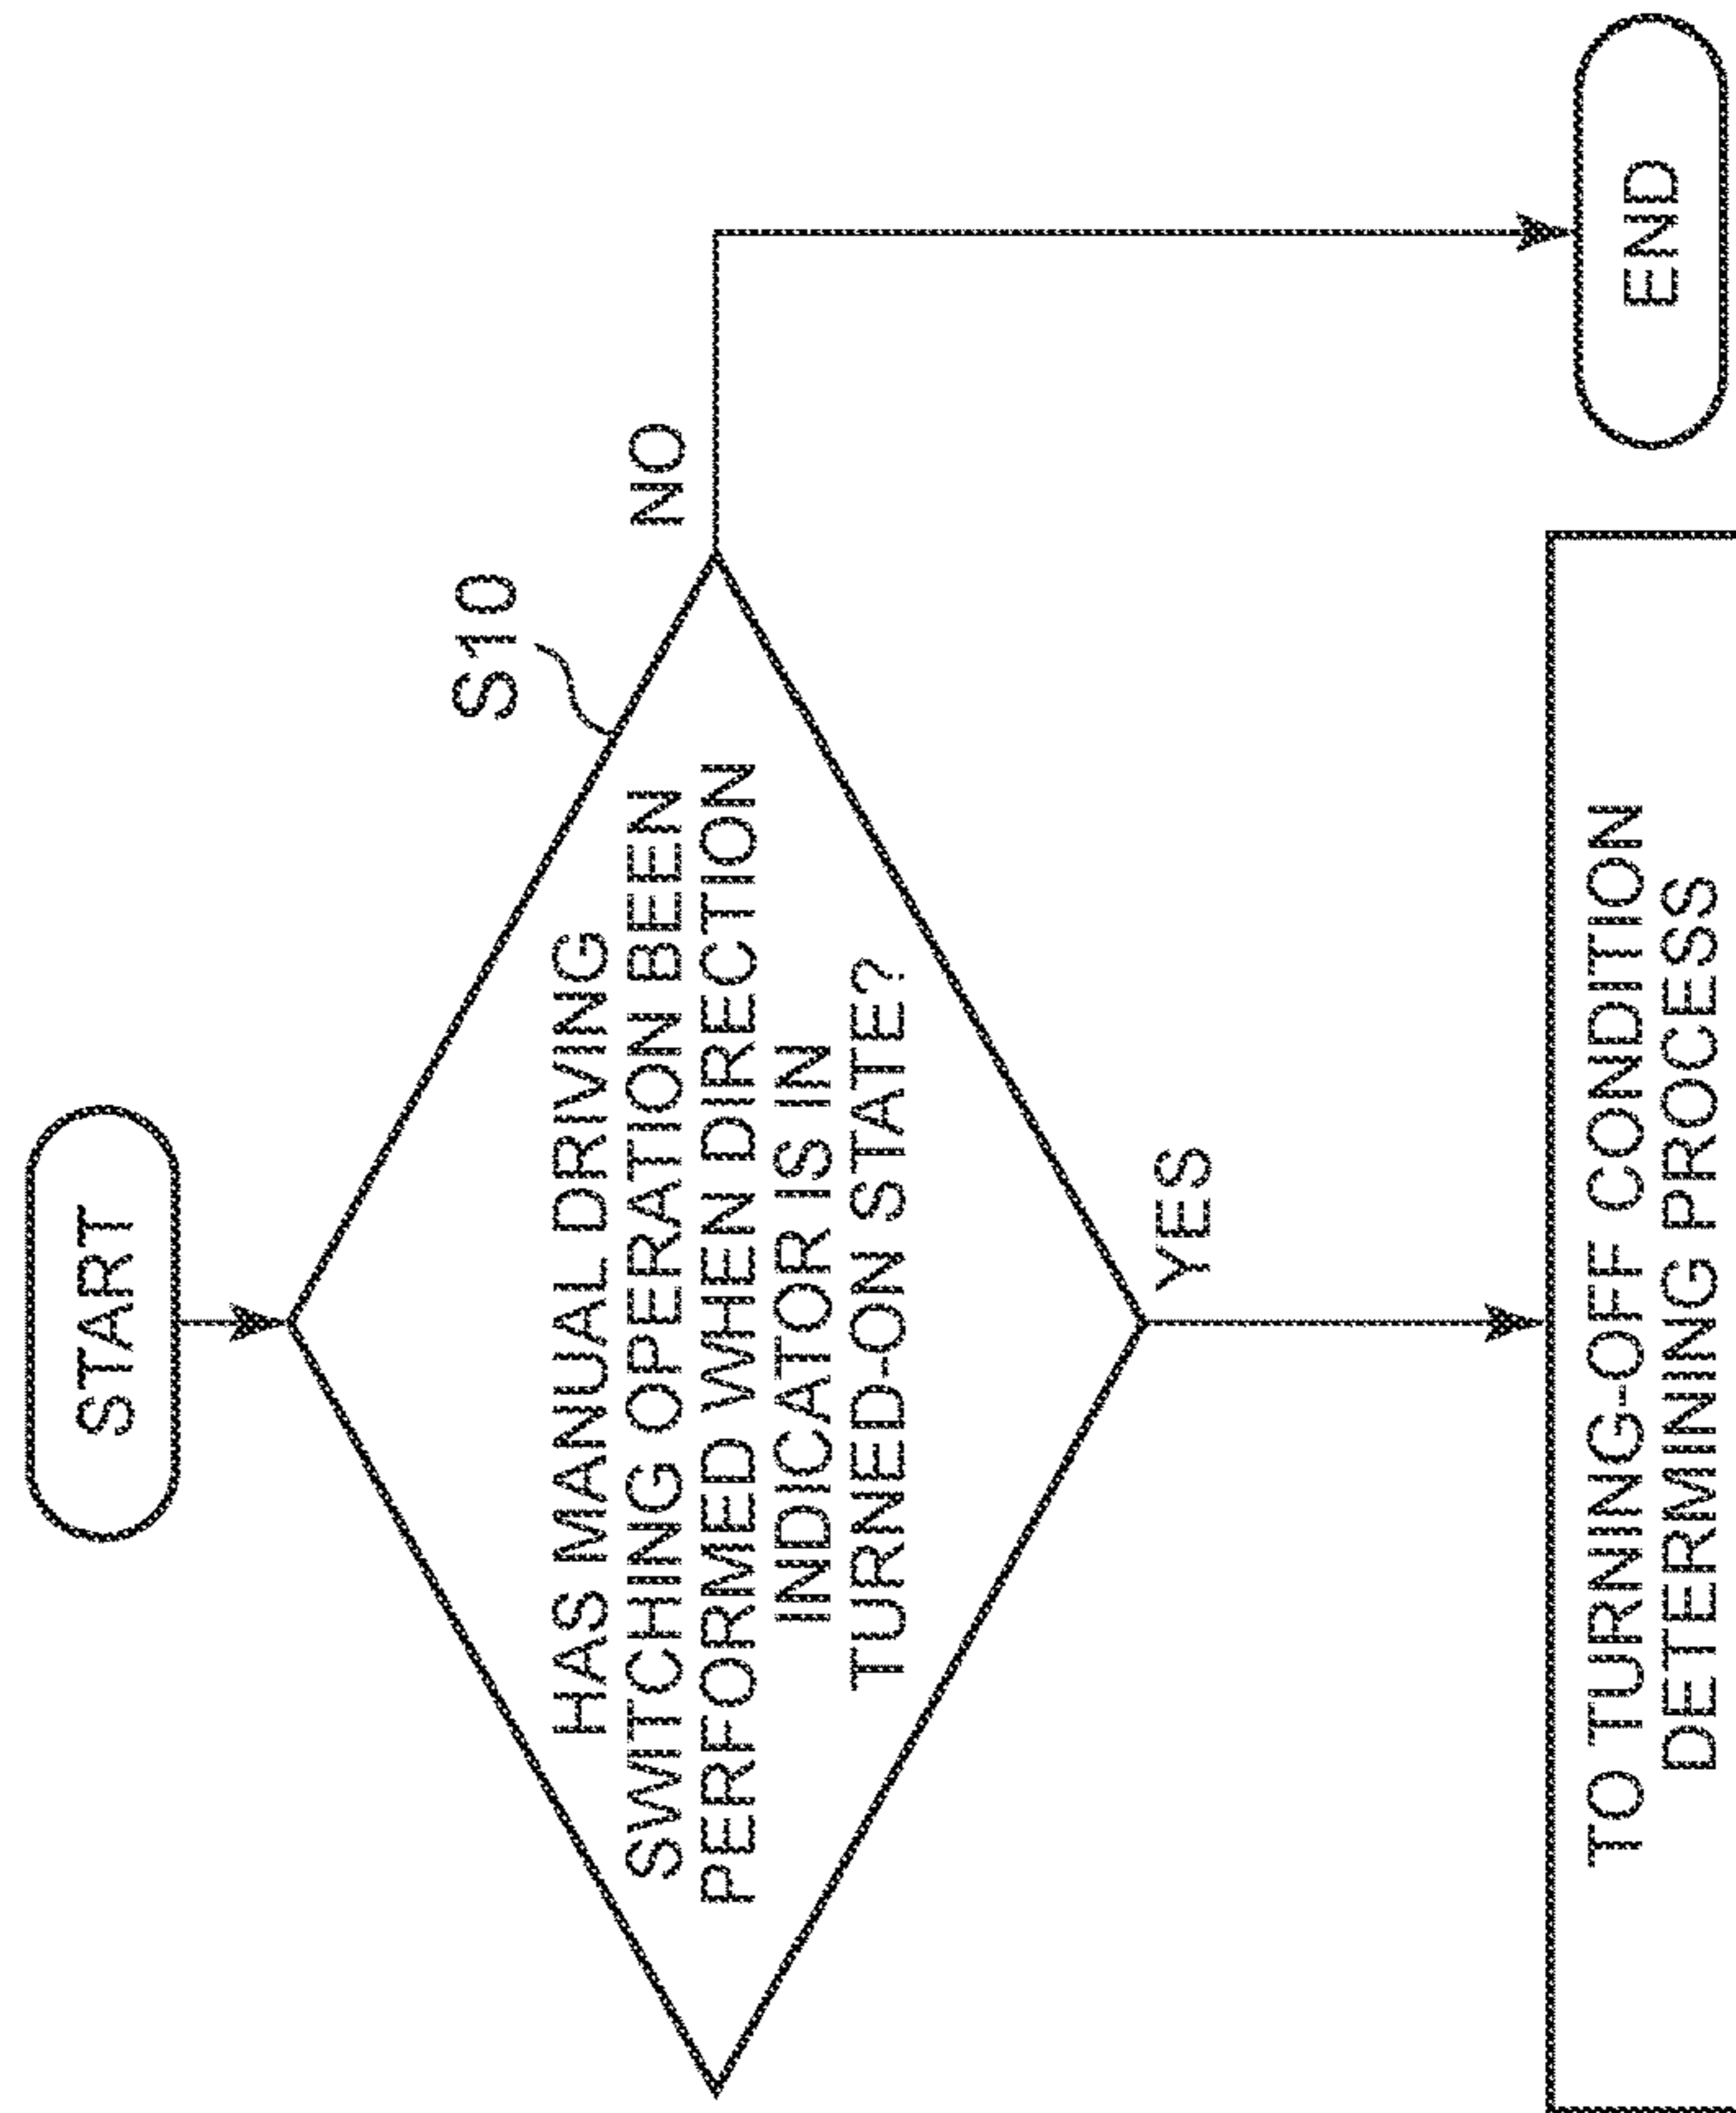 START
S10
HAS MANUAL DRIVING
SWITCHING OPERATION BEEN
PERFORMED WHEN DIRECTION
INDICATOR IS IN
TURNED-ON STATE?
NO
YES
TO TURNING-OFF CONDITION
DETERMINING PROCESS
END